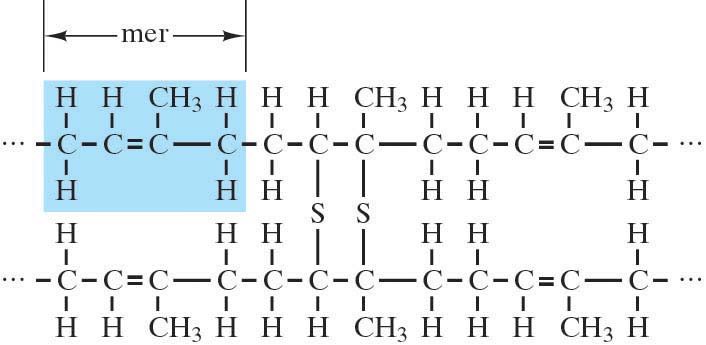 mer
H H CH3 H H H CH3 H H H CH3 H
··· –C–C=C—C–C–C–C—C–C–C=C—C– ···
H H H H H H
S S
H H H H H H
··· –C–C=C—C–C–C–C—C–C–C=C—C– ···
H H CH3 H H H CH3 H H H CH3 H